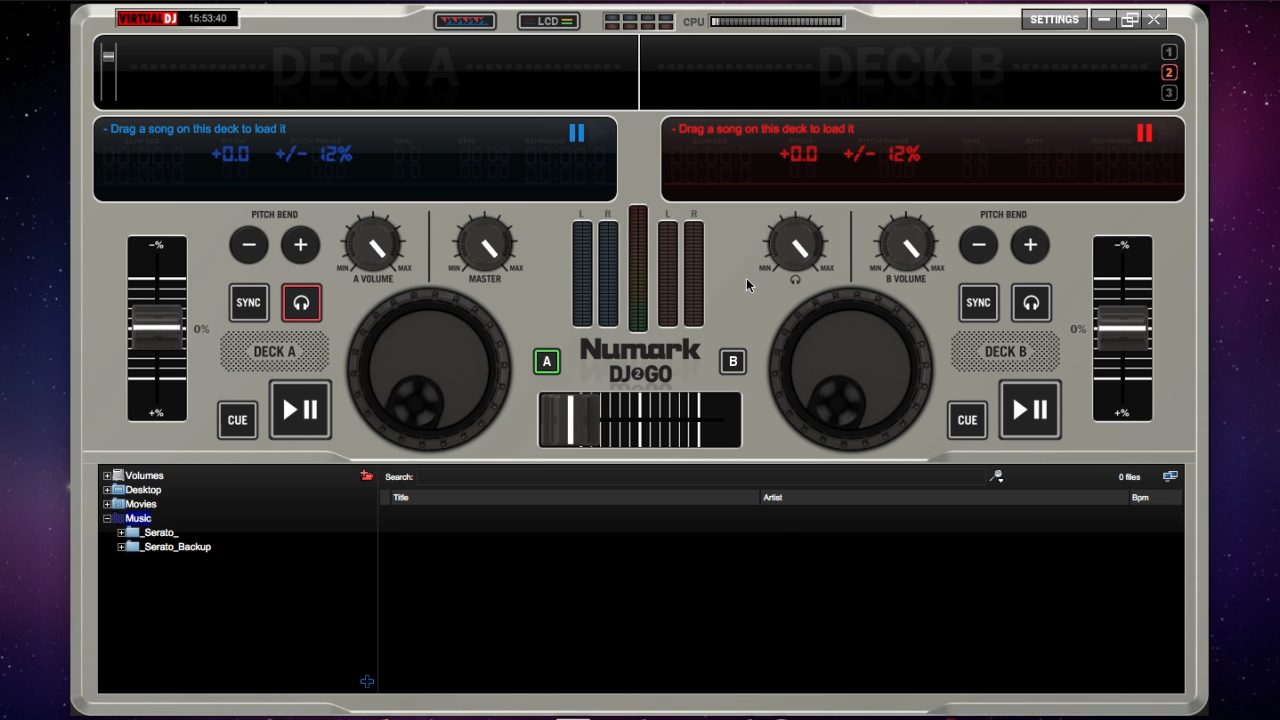 VIRTUAL DJ 15:53:40 LCD CPU SETTINGS
DECK A DECK B
1
2
3
- Drag a song on this deck to load it
+0.0 +/- 12%
- Drag a song on this deck to load it
+0.0 +/- 12%
PITCH BEND
− +
MIN MAX
A VOLUME
MIN MAX
MASTER
L R L R
MIN MAX
MIN MAX
B VOLUME
PITCH BEND
− +
-%
0%
+%
SYNC
DECK A
CUE
A
Numark
DJ2GO
B
SYNC
DECK B
CUE
-%
0%
+%
Volumes
Desktop
Movies
Music
_Serato_
_Serato_Backup
Search: 0 files
Title Artist Bpm